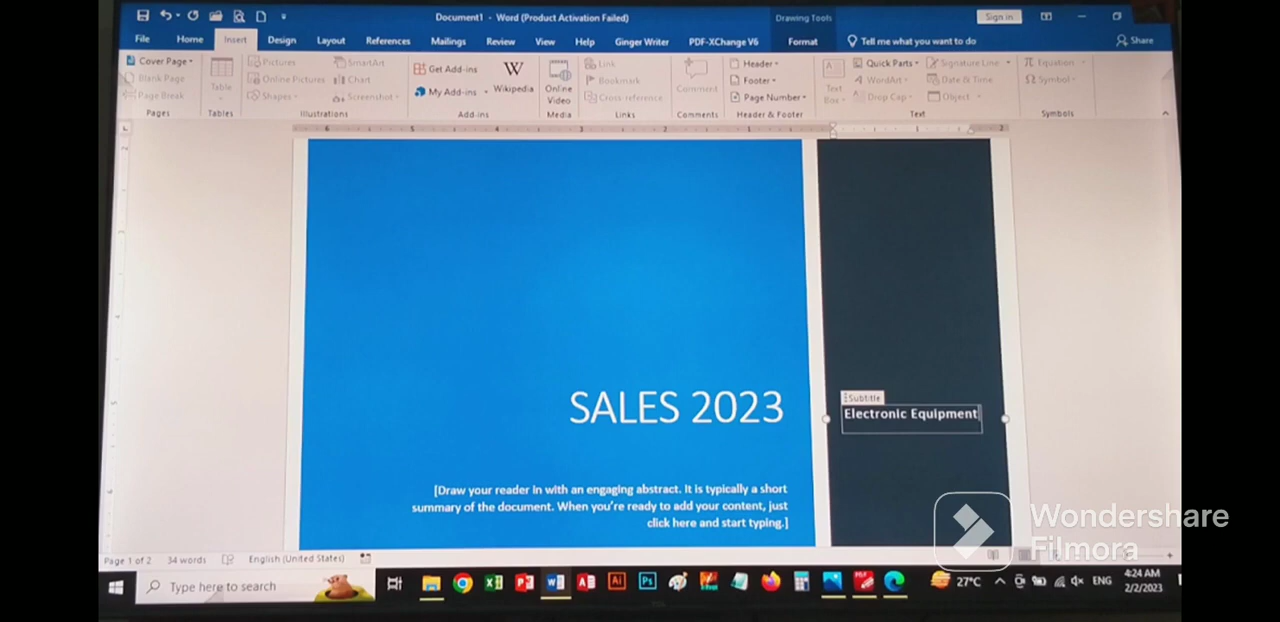 Document1 - Word (Product Activation Failed)
Drawing Tools
Sign in
File Home Insert Design Layout References Mailings Review View Help Ginger Writer PDF-XChange V6 Format Tell me what you want to do Share
Cover Page
Blank Page
Page Break
Pages
Table
Tables
Pictures
Online Pictures
Shapes
SmartArt
Chart
Screenshot
Illustrations
Get Add-ins
My Add-ins
W
Wikipedia
Add-ins
Online
Video
Media
Link
Bookmark
Cross-reference
Links
Comment
Comments
Header
Footer
Page Number
Header & Footer
Text
Box
Quick Parts
WordArt
Drop Cap
Signature Line
Date & Time
Object
Text
Equation
Symbol
Symbols
SALES 2023
Subtitle
Electronic Equipment
[Draw your reader in with an engaging abstract. It is typically a short
summary of the document. When you're ready to add your content, just
click here and start typing.]
Wondershare
Filmora
Page 1 of 2 34 words English (United States)
Type here to search
Ai
Ps
27°C
ENG
4:24 AM
2/2/2023